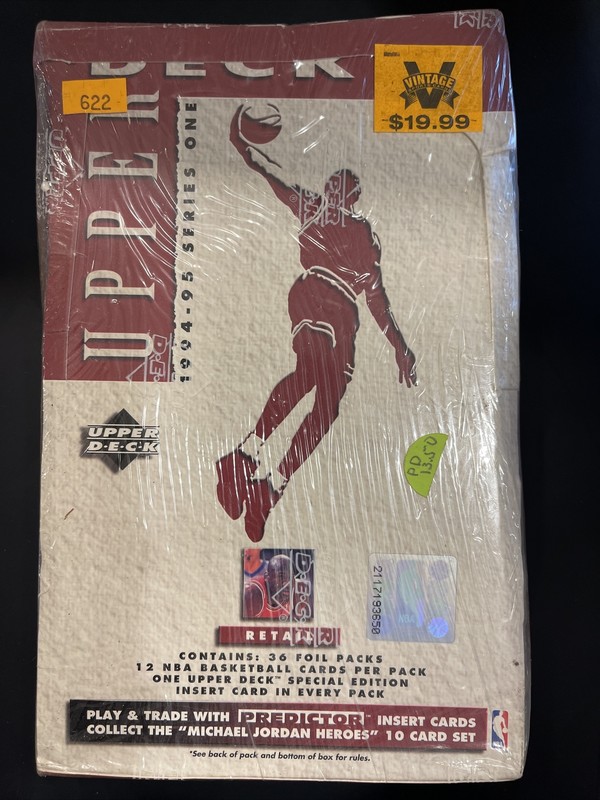 DECK
UPPER
1994-95 SERIES ONE
622
VINTAGE
$19.99
UPPER
D·E·C·K
PD
13.50
2117193650
NBA
RETAIL
CONTAINS: 36 FOIL PACKS
12 NBA BASKETBALL CARDS PER PACK
ONE UPPER DECK™ SPECIAL EDITION
INSERT CARD IN EVERY PACK
PLAY & TRADE WITH PREDICTOR™ INSERT CARDS
COLLECT THE "MICHAEL JORDAN HEROES" 10 CARD SET
*See back of pack and bottom of box for rules.